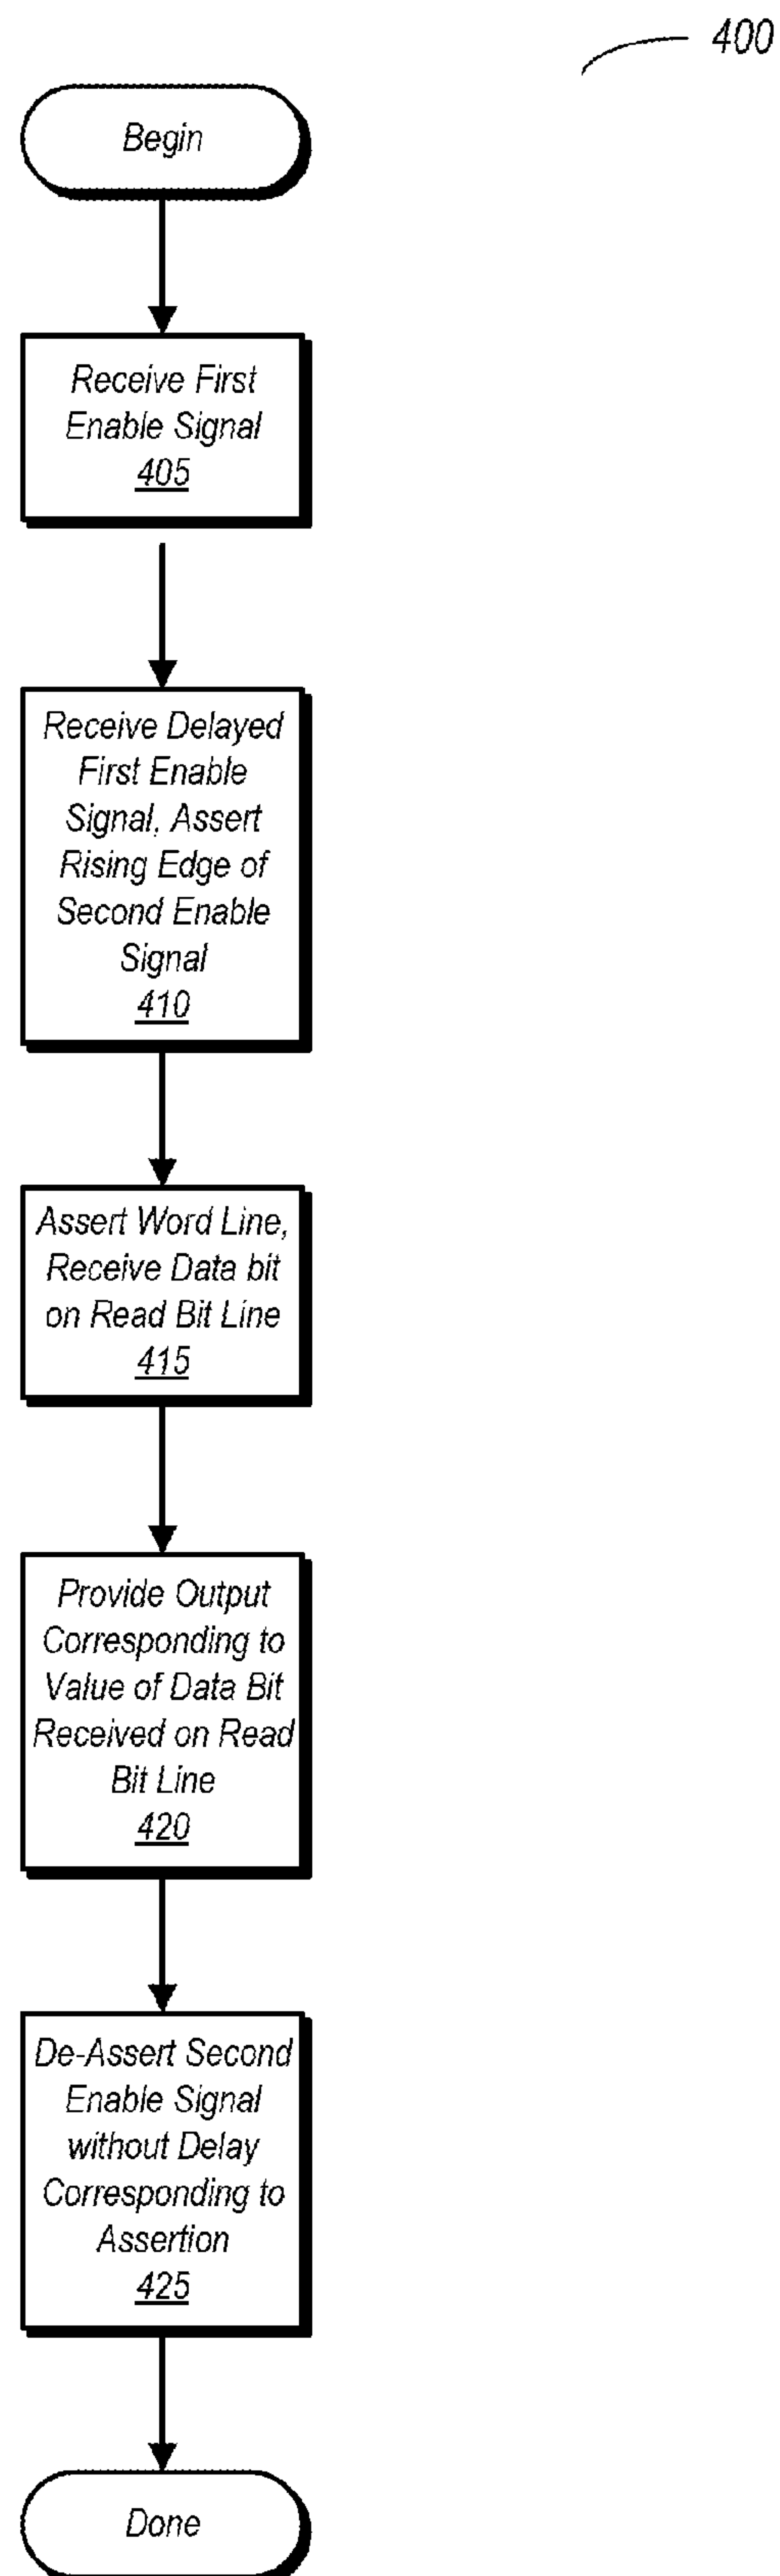 400
Begin
Receive First
Enable Signal
405
Receive Delayed
First Enable
Signal, Assert
Rising Edge of
Second Enable
Signal
410
Assert Word Line,
Receive Data bit
on Read Bit Line
415
Provide Output
Corresponding to
Value of Data Bit
Received on Read
Bit Line
420
De-Assert Second
Enable Signal
without Delay
Corresponding to
Assertion
425
Done